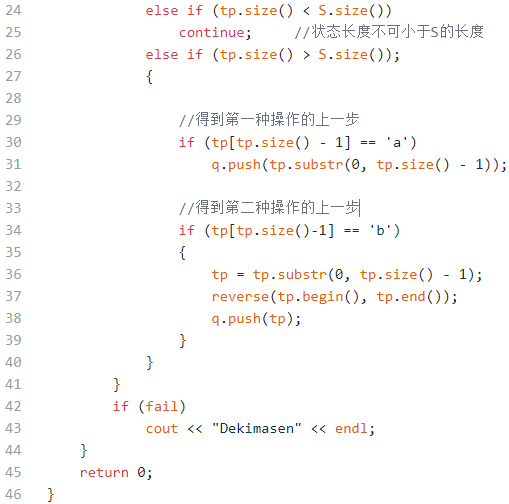 24 else if (tp.size() < S.size())
25 continue; //状态长度不可小于S的长度
26 else if (tp.size() > S.size());
27 {
28
29 //得到第一种操作的上一步
30 if (tp[tp.size() - 1] == 'a')
31 q.push(tp.substr(0, tp.size() - 1));
32
33 //得到第二种操作的上一步
34 if (tp[tp.size()-1] == 'b')
35 {
36 tp = tp.substr(0, tp.size() - 1);
37 reverse(tp.begin(), tp.end());
38 q.push(tp);
39 }
40 }
41 }
42 if (fail)
43 cout << "Dekimasen" << endl;
44 }
45 return 0;
46 }